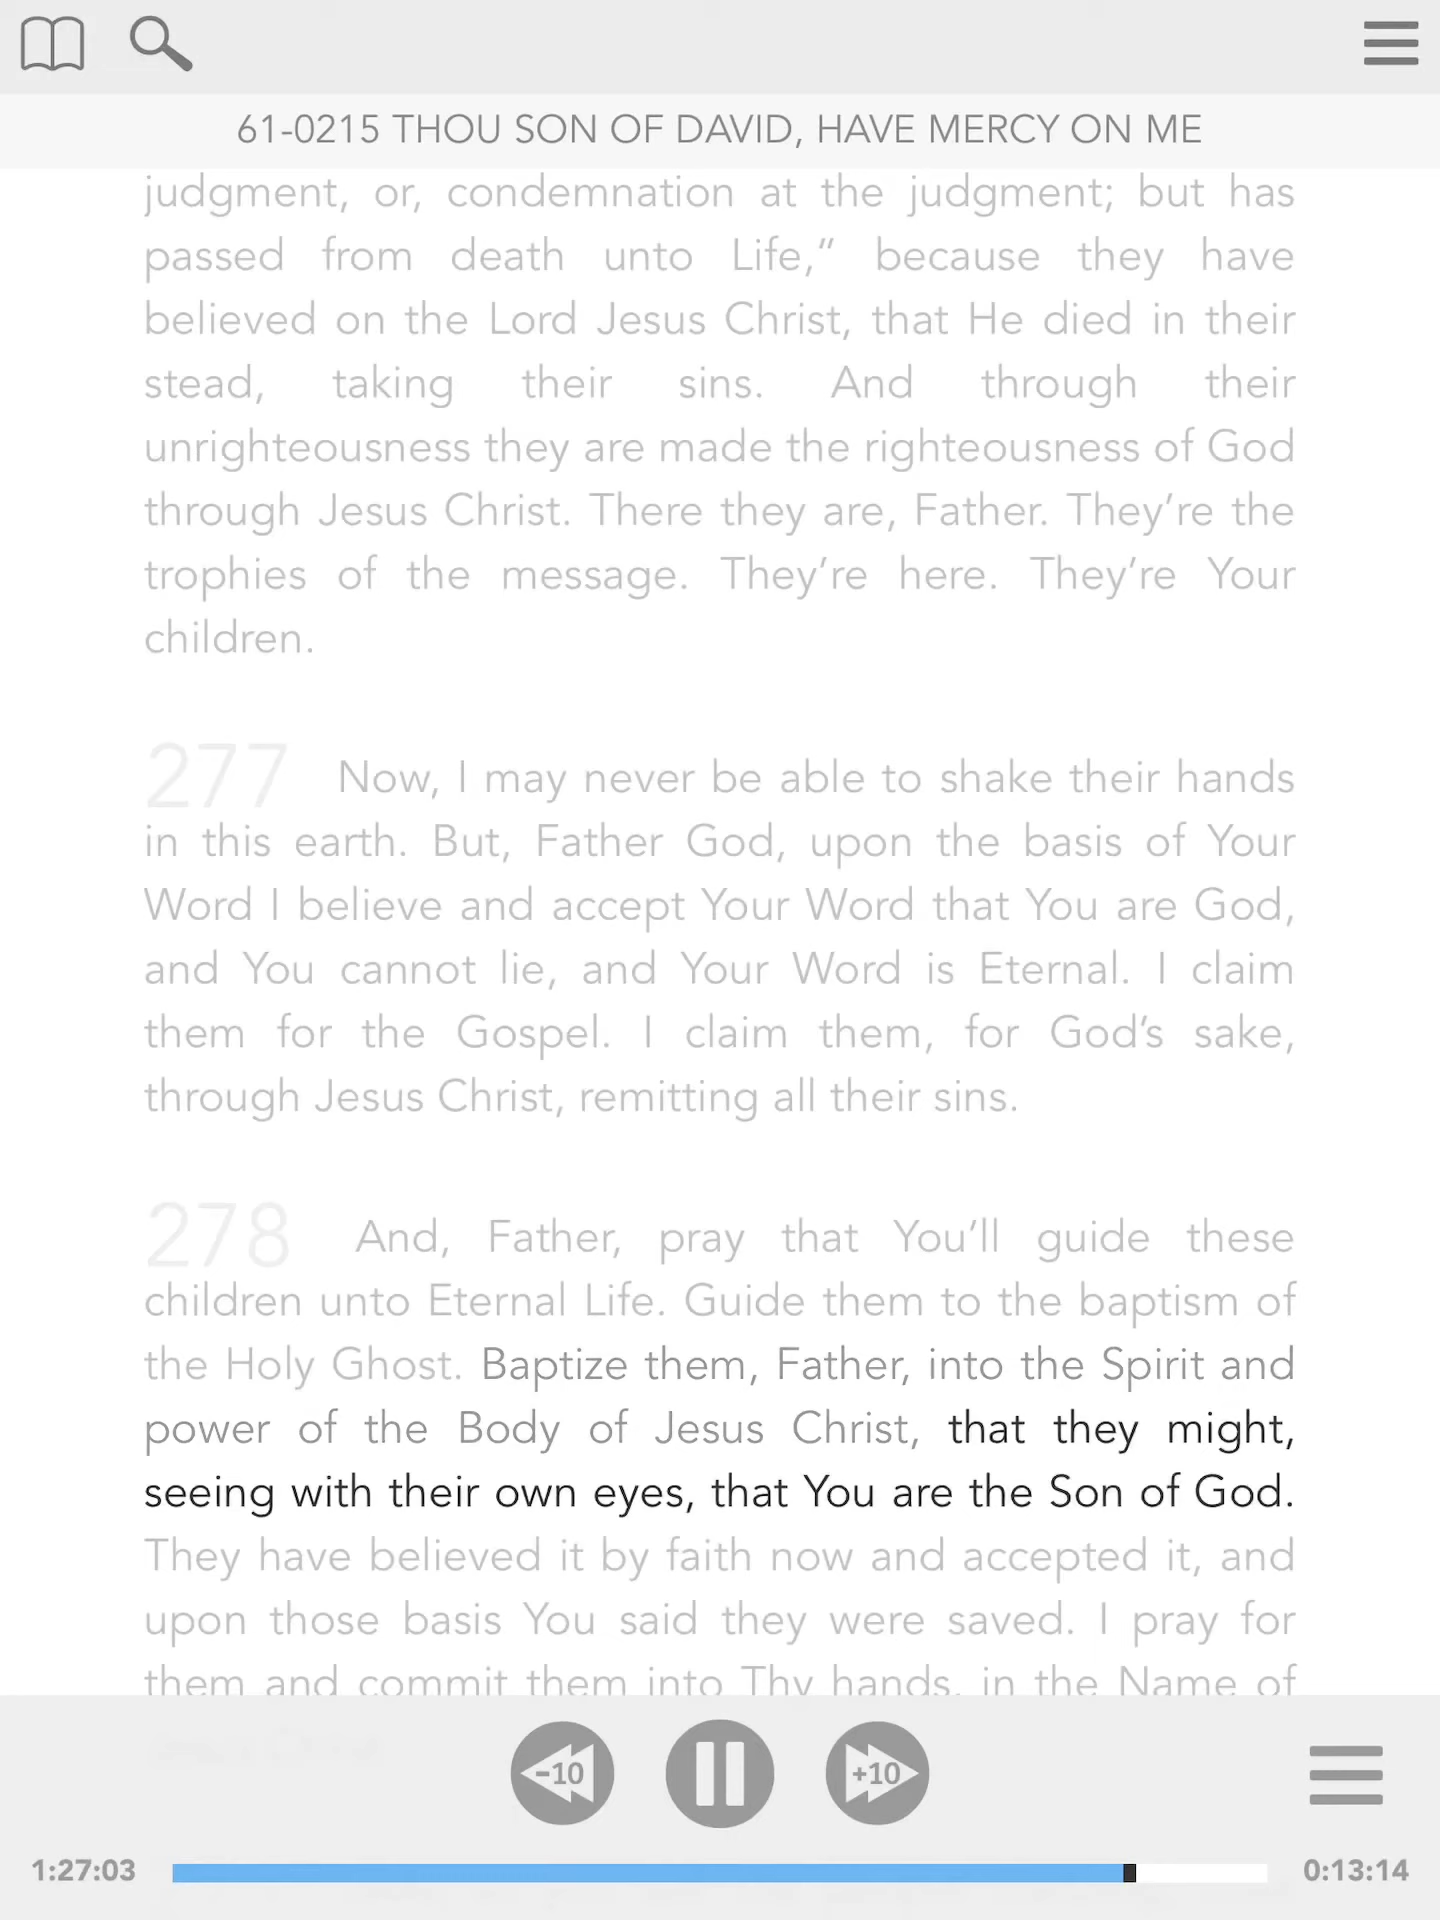 61-0215 THOU SON OF DAVID, HAVE MERCY ON ME
judgment, or, condemnation at the judgment; but has
passed from death unto Life,” because they have
believed on the Lord Jesus Christ, that He died in their
stead, taking their sins. And through their
unrighteousness they are made the righteousness of God
through Jesus Christ. There they are, Father. They’re the
trophies of the message. They’re here. They’re Your
children.
277 Now, I may never be able to shake their hands
in this earth. But, Father God, upon the basis of Your
Word I believe and accept Your Word that You are God,
and You cannot lie, and Your Word is Eternal. I claim
them for the Gospel. I claim them, for God’s sake,
through Jesus Christ, remitting all their sins.
278 And, Father, pray that You’ll guide these
children unto Eternal Life. Guide them to the baptism of
the Holy Ghost. Baptize them, Father, into the Spirit and
power of the Body of Jesus Christ, that they might,
seeing with their own eyes, that You are the Son of God.
They have believed it by faith now and accepted it, and
upon those basis You said they were saved. I pray for
them and commit them into Thy hands, in the Name of
-10 +10
1:27:03 0:13:14